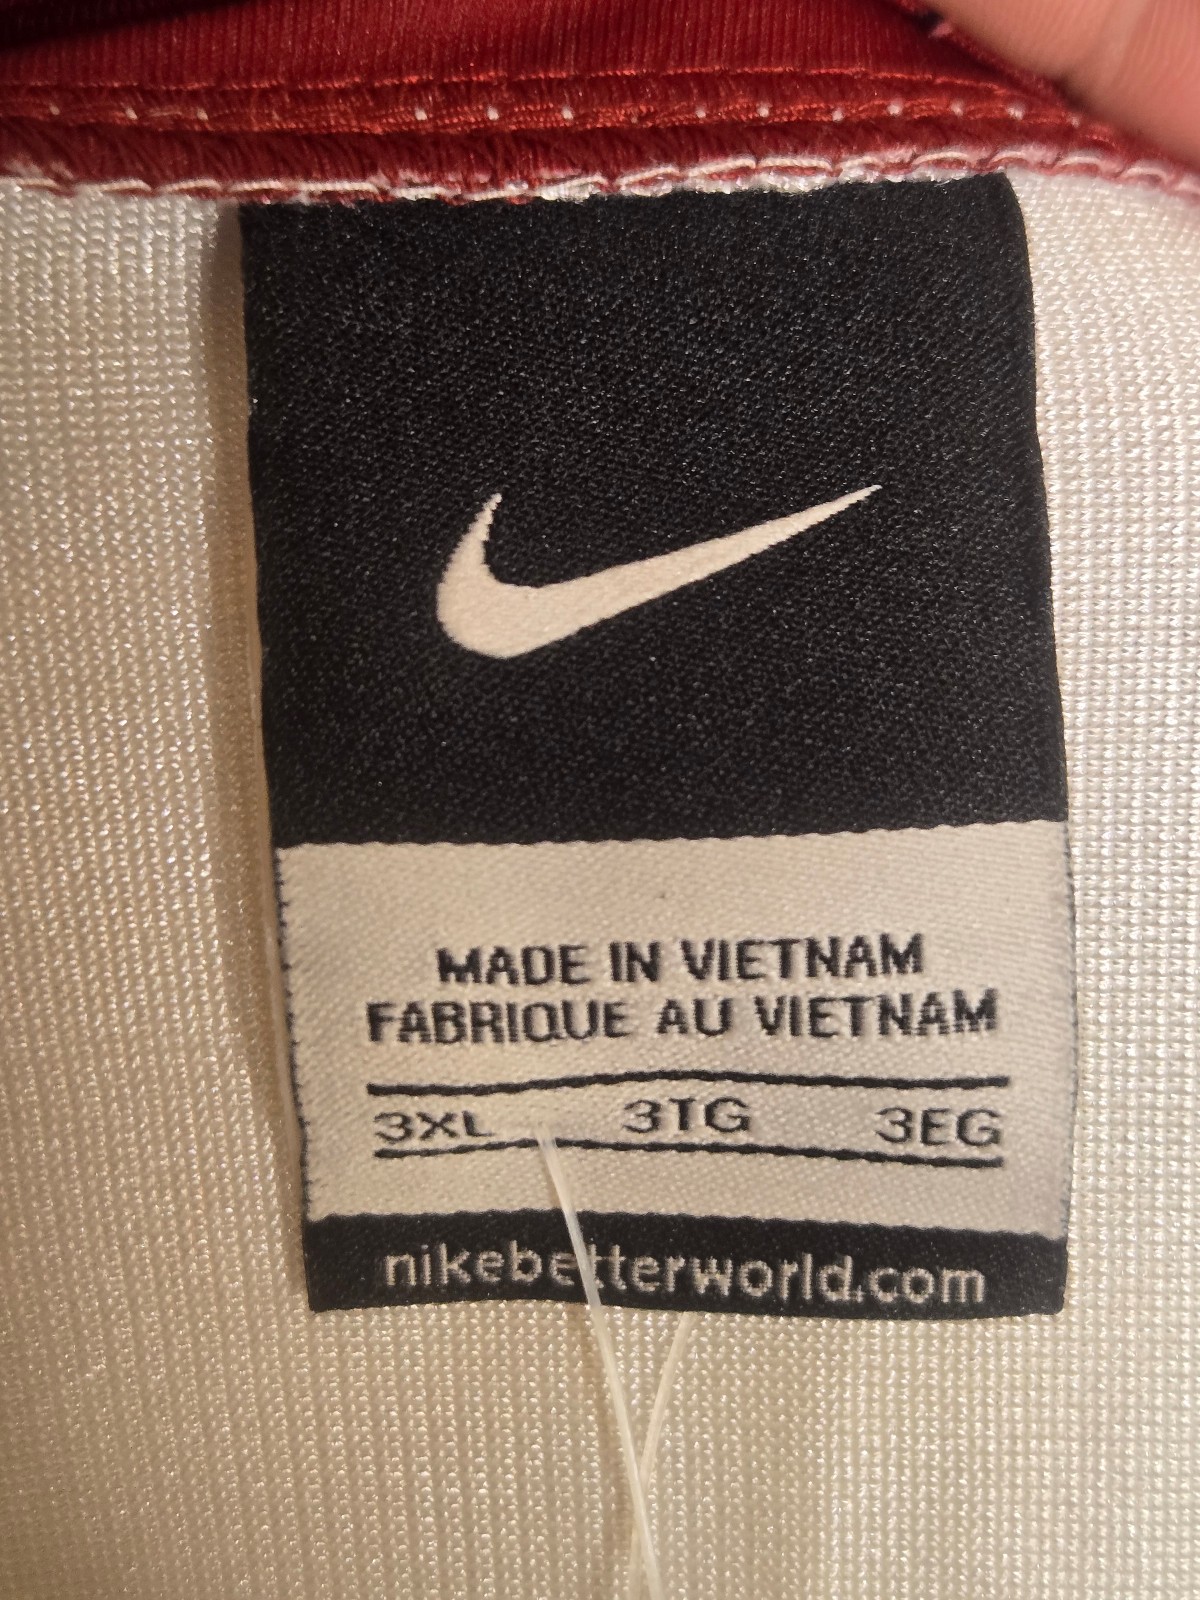 MADE IN VIETNAM
FABRIQUE AU VIETNAM
3XL 3TG 3EG
nikebetterworld.com